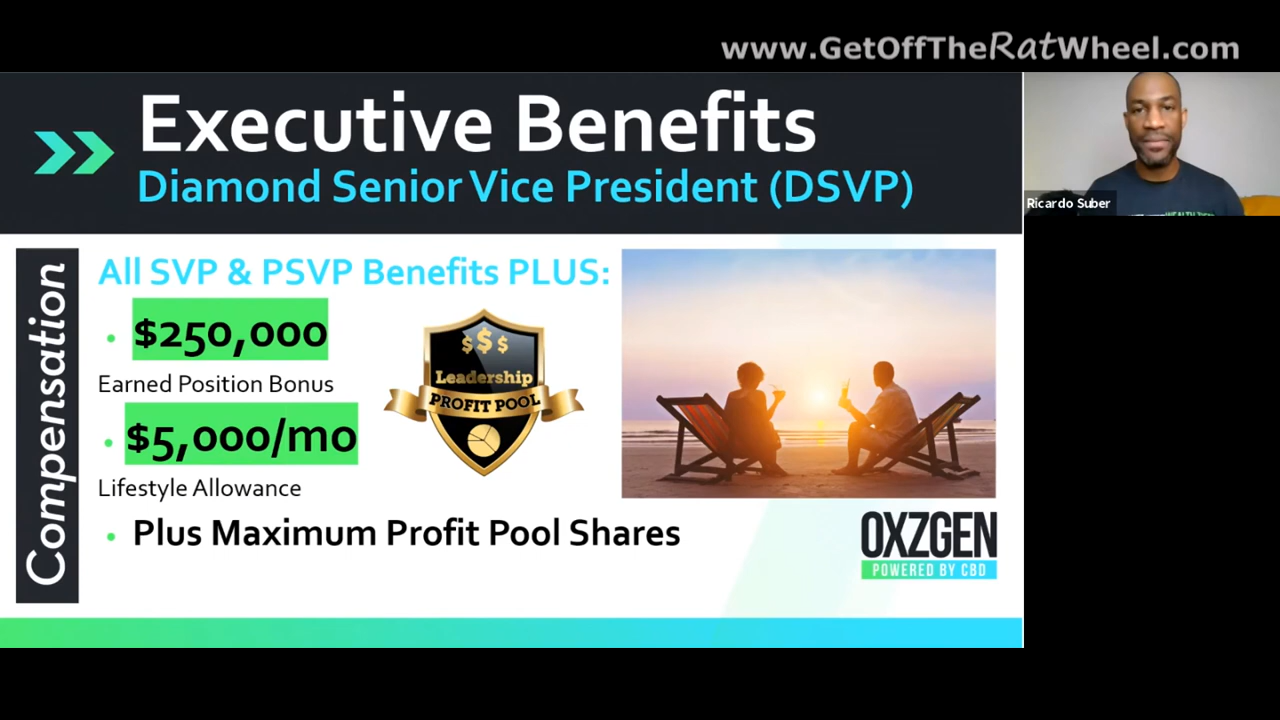 www.GetOffTheRatWheel.com
Executive Benefits
Diamond Senior Vice President (DSVP)
Ricardo Suber
Compensation
All SVP & PSVP Benefits PLUS:
• $250,000
Earned Position Bonus
• $5,000/mo
Lifestyle Allowance
• Plus Maximum Profit Pool Shares
$$$
Leadership
PROFIT POOL
OXZGEN
POWERED BY CBD